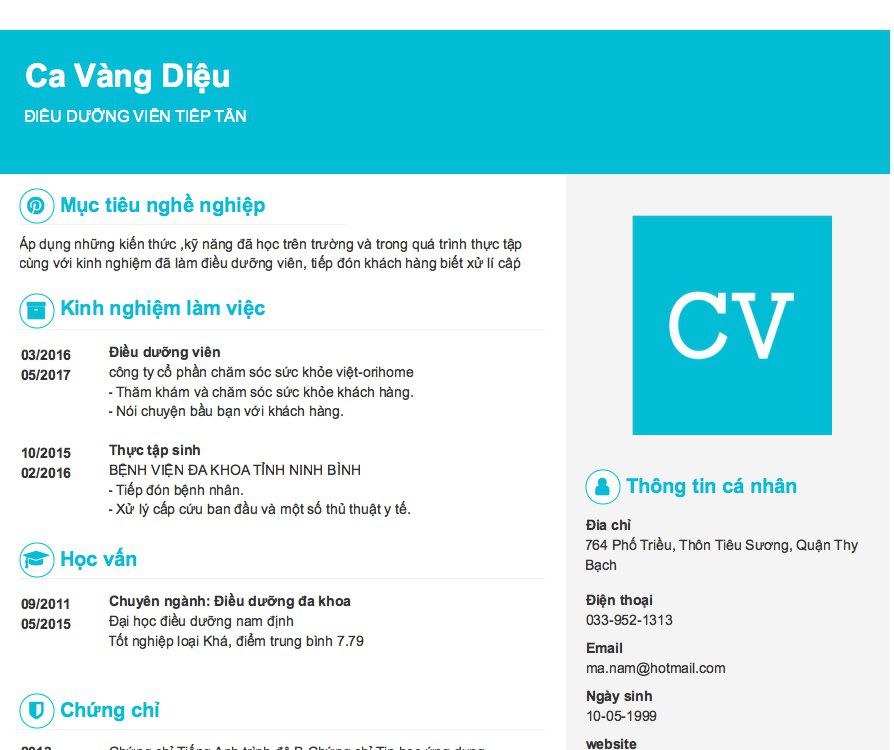 Ca Vàng Diệu
ĐIỀU DƯỠNG VIÊN TIẾP TÂN
Mục tiêu nghề nghiệp
Áp dụng những kiến thức ,kỹ năng đã học trên trường và trong quá trình thực tập
cùng với kinh nghiệm đã làm điều dưỡng viên, tiếp đón khách hàng biết xử lí cấp
Kinh nghiệm làm việc
03/2016
05/2017
Điều dưỡng viên
công ty cổ phần chăm sóc sức khỏe việt-orihome
- Thăm khám và chăm sóc sức khỏe khách hàng.
- Nói chuyện bầu bạn với khách hàng.
10/2015
02/2016
Thực tập sinh
BỆNH VIỆN ĐA KHOA TỈNH NINH BÌNH
- Tiếp đón bệnh nhân.
- Xử lý cấp cứu ban đầu và một số thủ thuật y tế.
Học vấn
09/2011
05/2015
Chuyên ngành: Điều dưỡng đa khoa
Đại học điều dưỡng nam định
Tốt nghiệp loại Khá, điểm trung bình 7.79
Chứng chỉ
CV
Thông tin cá nhân
Địa chỉ
764 Phố Triều, Thôn Tiêu Sương, Quận Thy
Bạch
Điện thoại
033-952-1313
Email
ma.nam@hotmail.com
Ngày sinh
10-05-1999
website